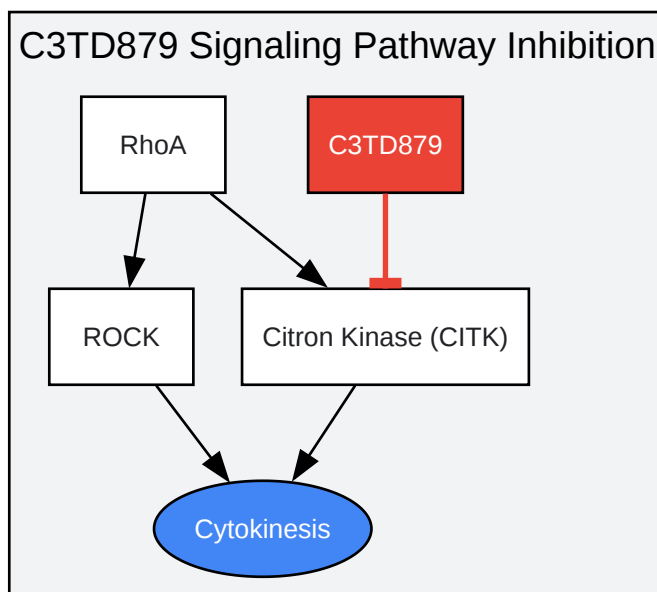 C3TD879 Signaling Pathway Inhibition
RhoA
C3TD879
ROCK
Citron Kinase (CITK)
Cytokinesis